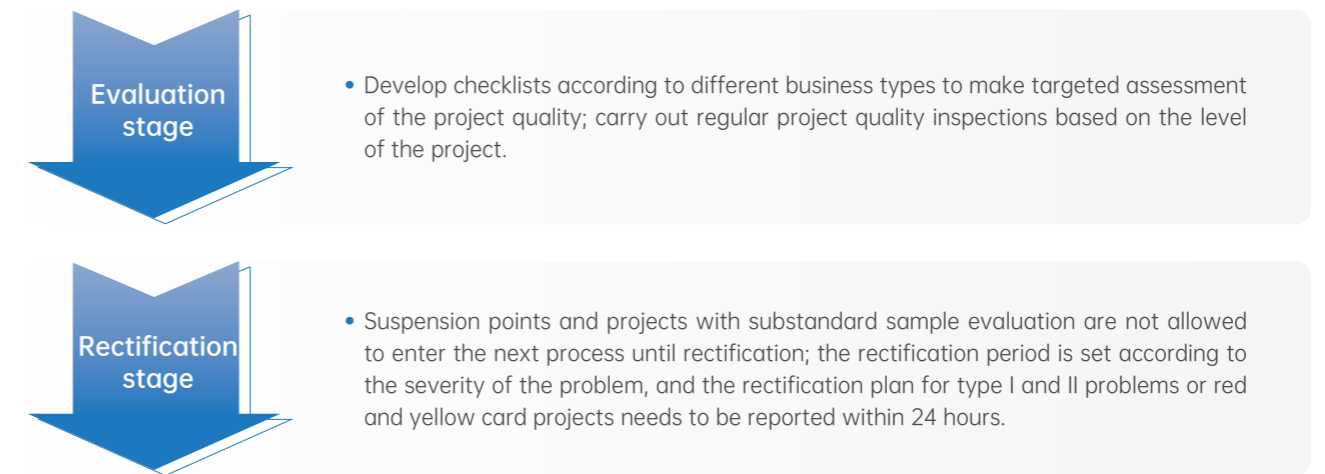 Evaluation
stage
• Develop checklists according to different business types to make targeted assessment
of the project quality; carry out regular project quality inspections based on the level
of the project.
Rectification
stage
• Suspension points and projects with substandard sample evaluation are not allowed
to enter the next process until rectification; the rectification period is set according to
the severity of the problem, and the rectification plan for type I and II problems or red
and yellow card projects needs to be reported within 24 hours.